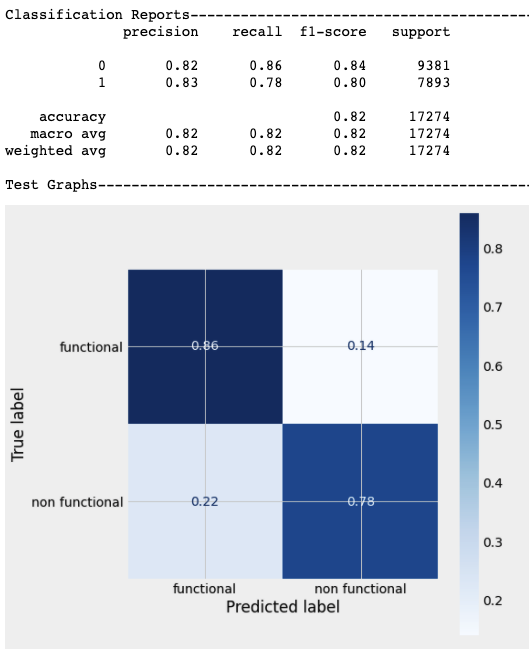 Classification Reports------------------------------------------
precision recall f1-score support
0 0.82 0.86 0.84 9381
1 0.83 0.78 0.80 7893
accuracy 0.82 17274
macro avg 0.82 0.82 0.82 17274
weighted avg 0.82 0.82 0.82 17274
Test Graphs-----------------------------------------------------
0.8
0.7
functional 0.86 0.14
0.6
True label
0.5
0.4
non functional 0.22 0.78
0.3
functional non functional
0.2
Predicted label